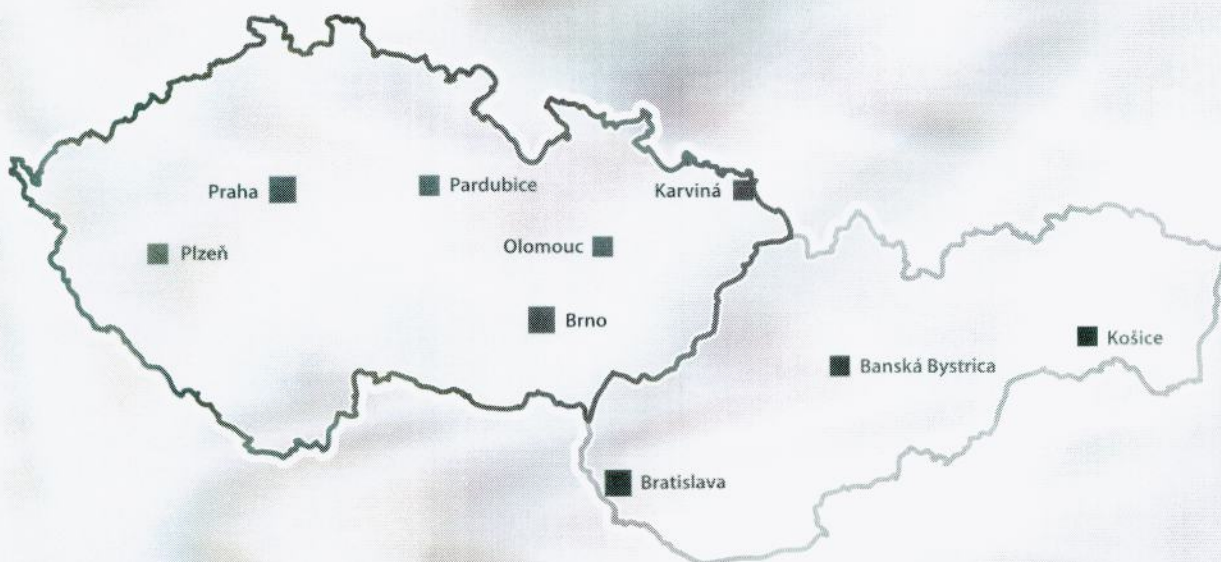 Praha
Pardubice
Karviná
Plzeň
Olomouc
Brno
Košice
Banská Bystrica
Bratislava